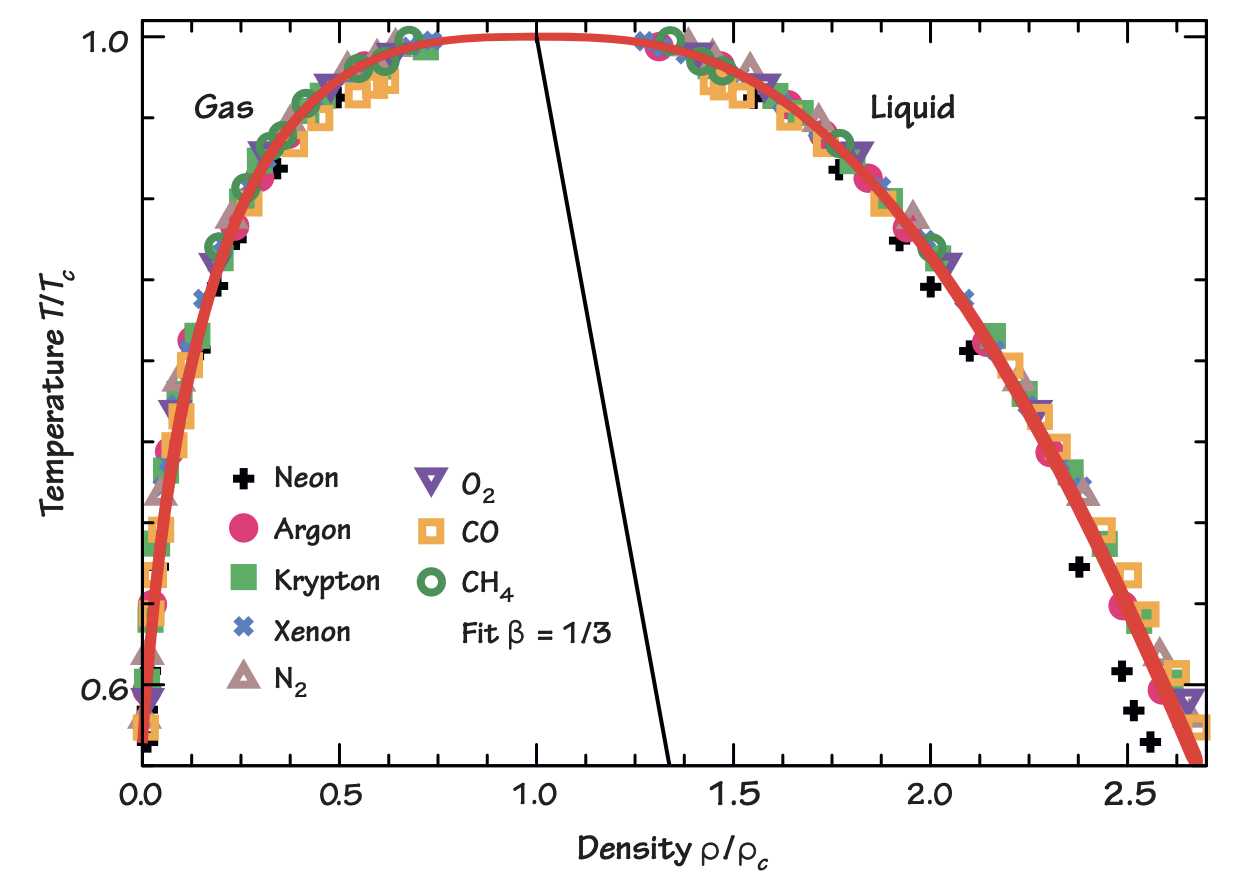 1.0
Gas
Liquid
Temperature T/Tc
Neon
Argon
Krypton
Xenon
N2
O2
CO
CH4
Fit β = 1/3
0.6
0.0 0.5 1.0 1.5 2.0 2.5
Density ρ/ρc